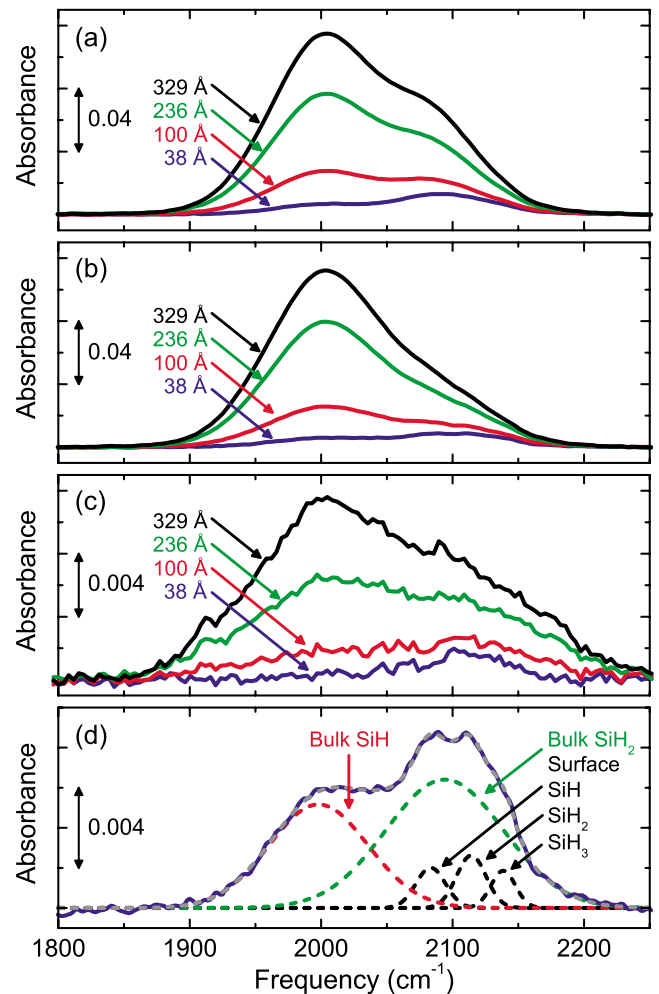 (a)
Absorbance
0.04
329 Å
236 Å
100 Å
38 Å
(b)
Absorbance
0.04
329 Å
236 Å
100 Å
38 Å
(c)
Absorbance
0.004
329 Å
236 Å
100 Å
38 Å
(d)
Absorbance
0.004
Bulk SiH
Bulk SiH₂
Surface
SiH
SiH₂
SiH₃
1800 1900 2000 2100 2200
Frequency (cm⁻¹)